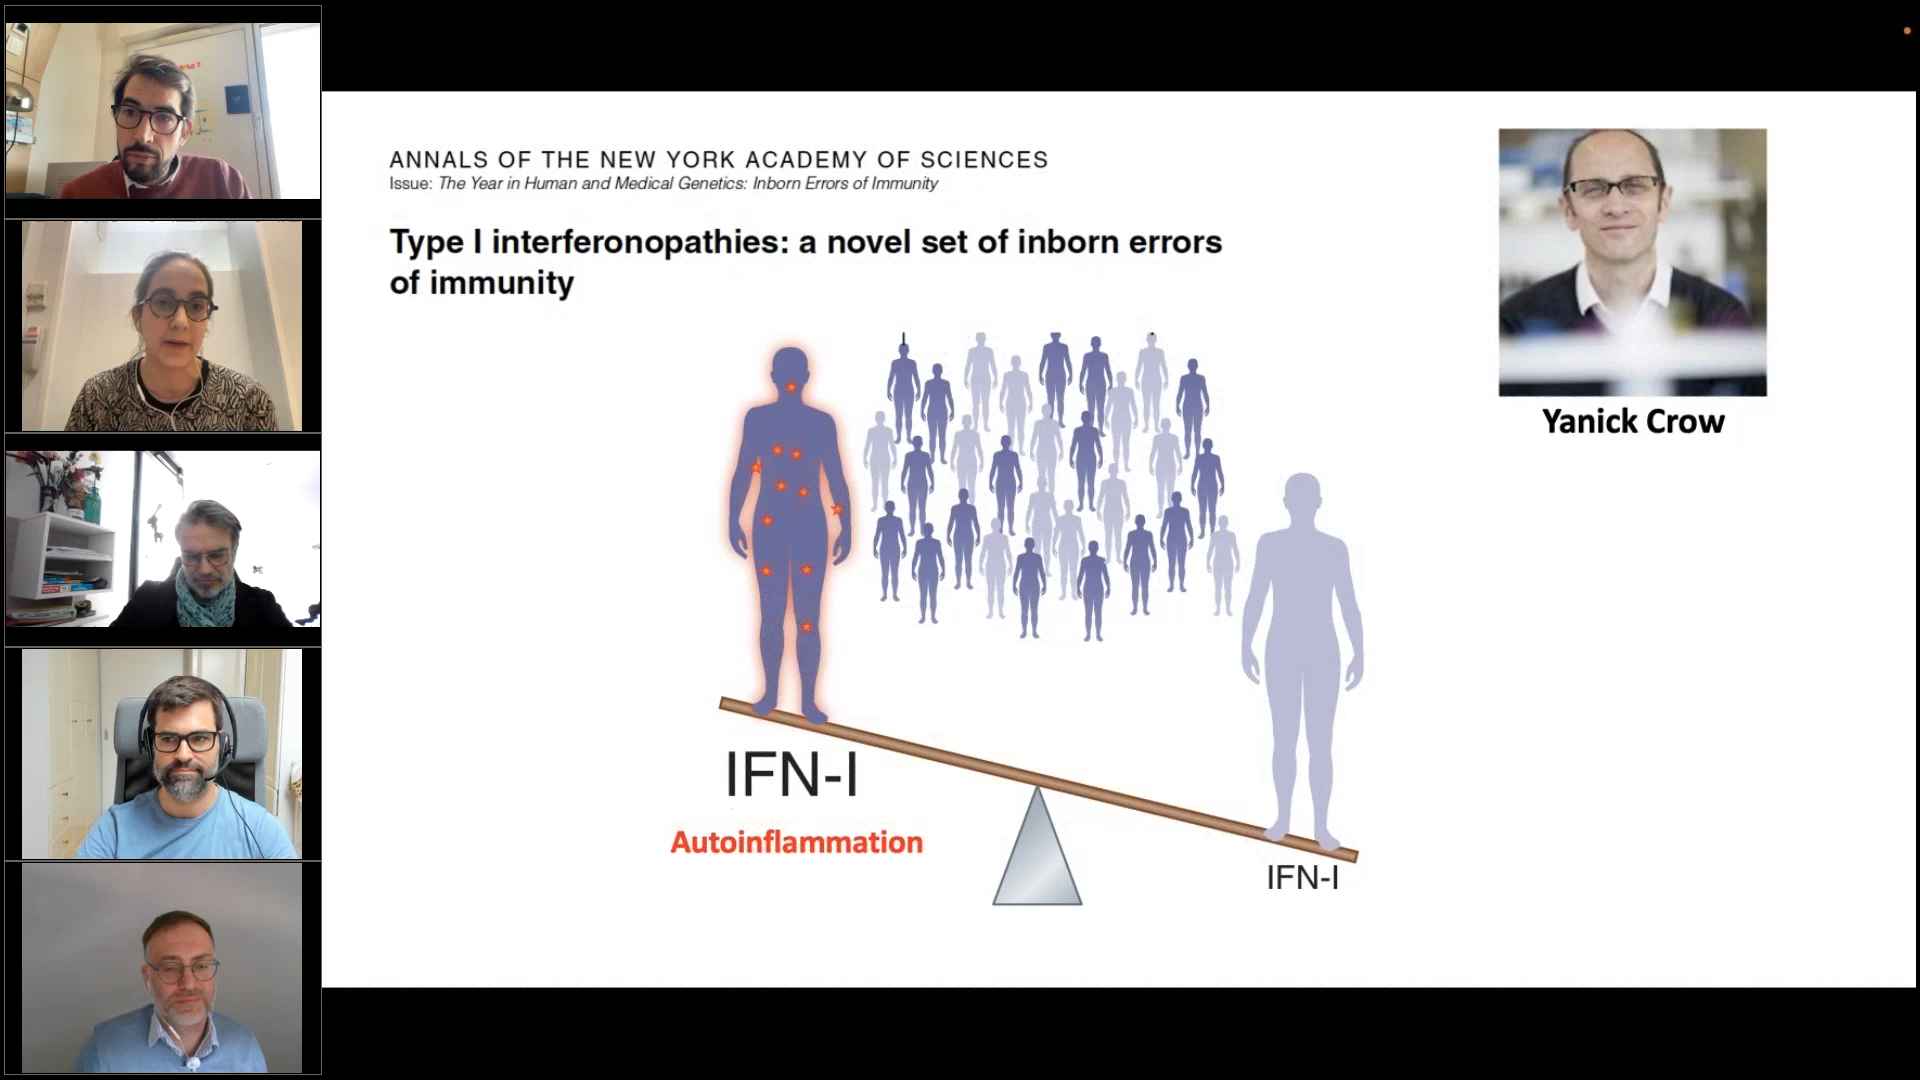 ANNALS OF THE NEW YORK ACADEMY OF SCIENCES
Issue: The Year in Human and Medical Genetics: Inborn Errors of Immunity
Type I interferonopathies: a novel set of inborn errors
of immunity
Yanick Crow
IFN-I
Autoinflammation
IFN-I